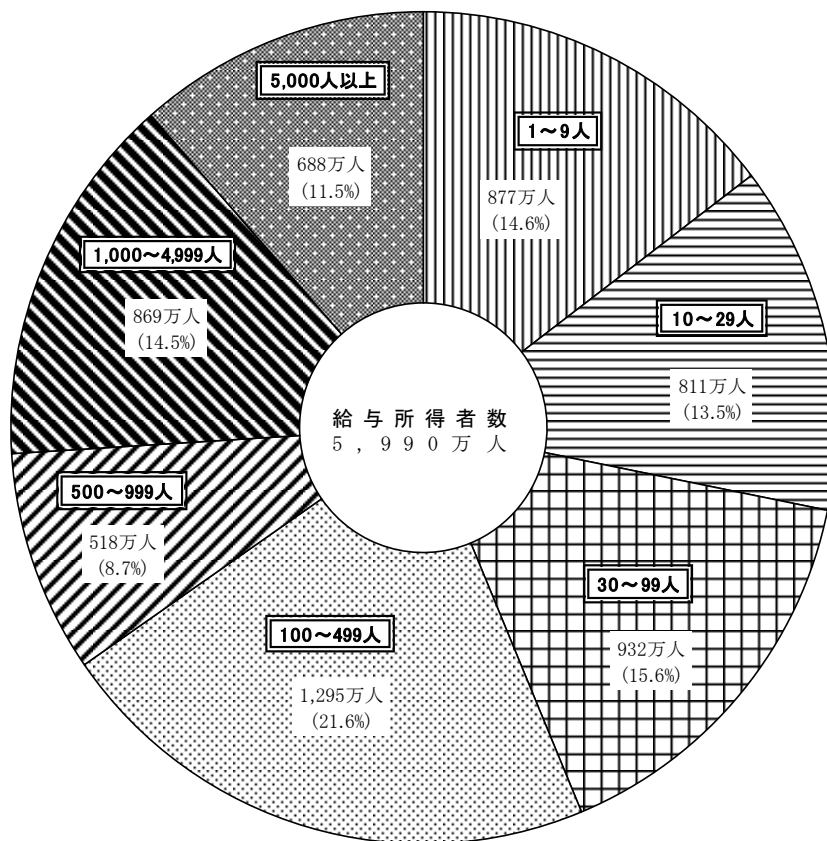 5,000人以上
688万人
(11.5%)
1～9人
877万人
(14.6%)
1,000～4,999人
869万人
(14.5%)
10～29人
811万人
(13.5%)
給与所得者数
5,990万人
500～999人
518万人
(8.7%)
30～99人
932万人
(15.6%)
100～499人
1,295万人
(21.6%)